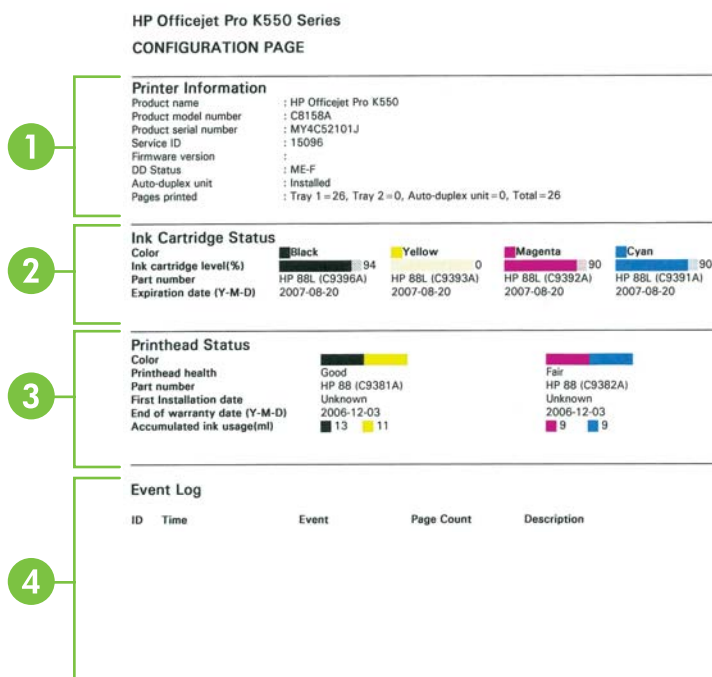 HP Officejet Pro K550 Series
CONFIGURATION PAGE
1
Printer Information
Product name : HP Officejet Pro K550
Product model number : C8158A
Product serial number : MY4C52101J
Service ID : 15096
Firmware version :
DD Status : ME-F
Auto-duplex unit : Installed
Pages printed : Tray 1=26, Tray 2=0, Auto-duplex unit=0, Total=26
2
Ink Cartridge Status
Color Black Yellow Magenta Cyan
Ink cartridge level(%) 94 0 90 90
Part number HP 88L (C9396A) HP 88L (C9393A) HP 88L (C9392A) HP 88L (C9391A)
Expiration date (Y-M-D) 2007-08-20 2007-08-20 2007-08-20 2007-08-20
3
Printhead Status
Color
Printhead health Good Fair
Part number HP 88 (C9381A) HP 88 (C9382A)
First Installation date Unknown Unknown
End of warranty date (Y-M-D) 2006-12-03 2006-12-03
Accumulated ink usage(ml) 13 11 9 9
4
Event Log
ID Time Event Page Count Description